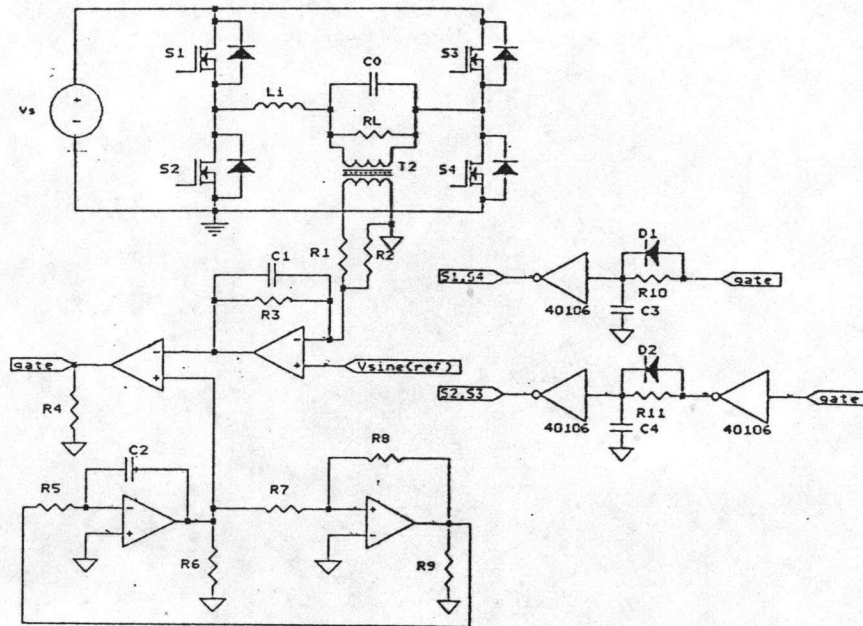 S1
S3
C0
Li
Vs
RL
S2
T2
S4
R1
R2
D1
C1
S1,S4
gate
R3
R10
40106
C3
D2
gate
Vsine(ref)
S2,S3
gate
R4
R11
40106
C4
40106
C2
R8
R5
R7
R6
R9